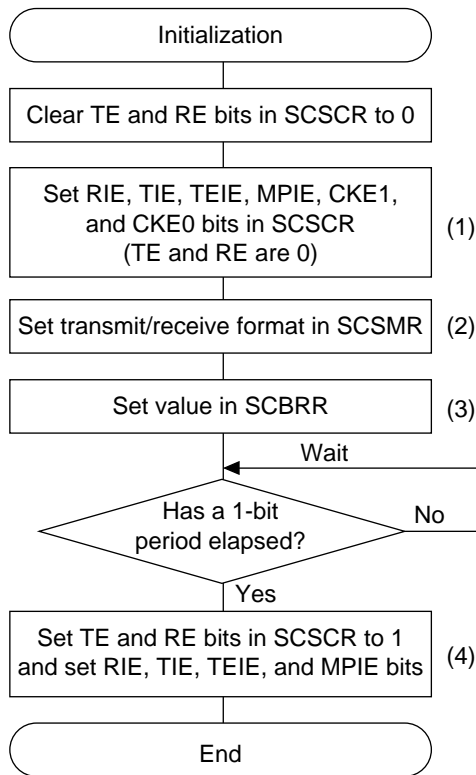 Initialization
Clear TE and RE bits in SCSCR to 0
Set RIE, TIE, TEIE, MPIE, CKE1,
and CKE0 bits in SCSCR
(TE and RE are 0)
(1)
Set transmit/receive format in SCSMR
(2)
Set value in SCBRR
(3)
Wait
Has a 1-bit
period elapsed?
No
Yes
Set TE and RE bits in SCSCR to 1
and set RIE, TIE, TEIE, and MPIE bits
(4)
End